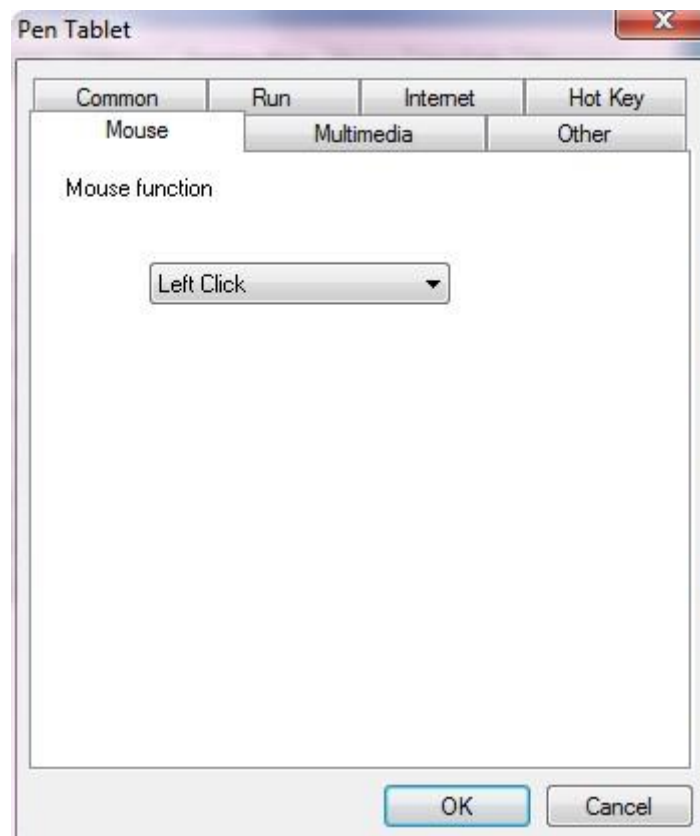 Pen Tablet
Common Run Internet Hot Key
Mouse Multimedia Other
Mouse function
Left Click
OK Cancel